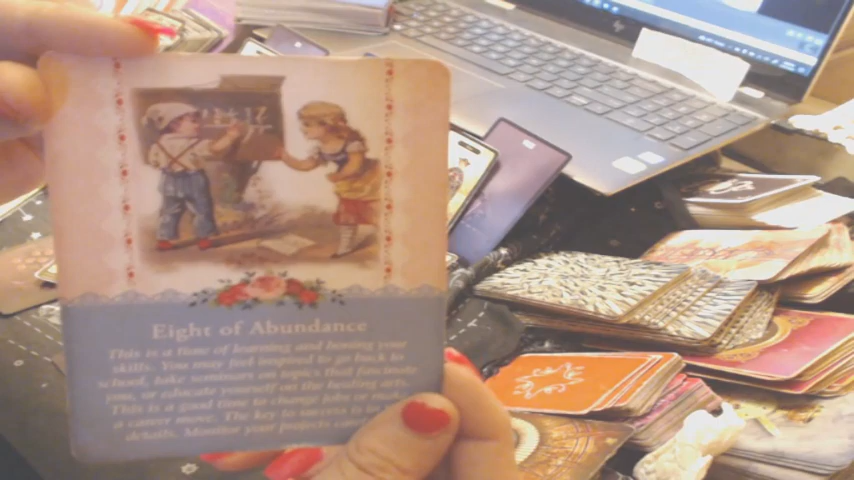 Eight of Abundance
This is a time of learning and honing your
skills. You may feel inspired to go back to
school, take some topics that fascinate
you, or educate yourself on the healing arts.
This is a good time to change jobs or make
a career move. The key to success is
details. Monitor your projects